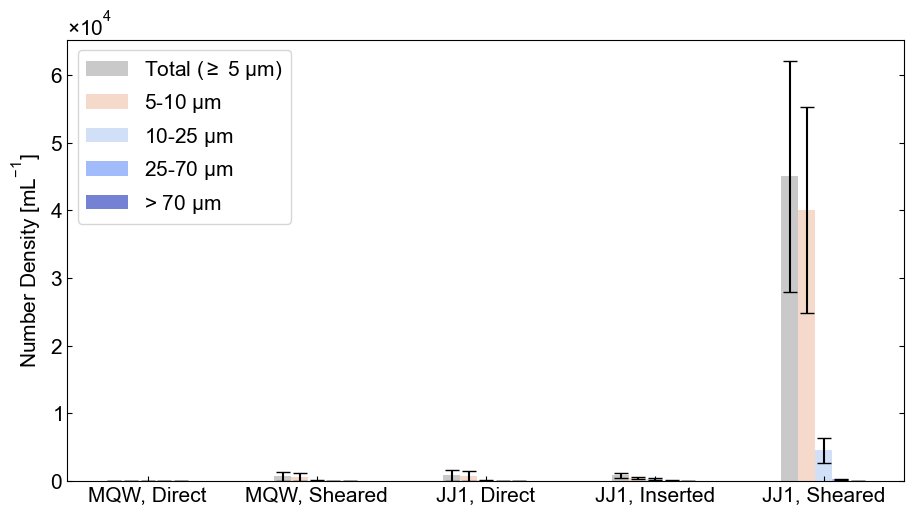 ×10^4
Total (≥ 5 µm)
5-10 µm
10-25 µm
25-70 µm
> 70 µm
Number Density [mL^−1]
6
5
4
3
2
1
0
MQW, Direct
MQW, Sheared
JJ1, Direct
JJ1, Inserted
JJ1, Sheared